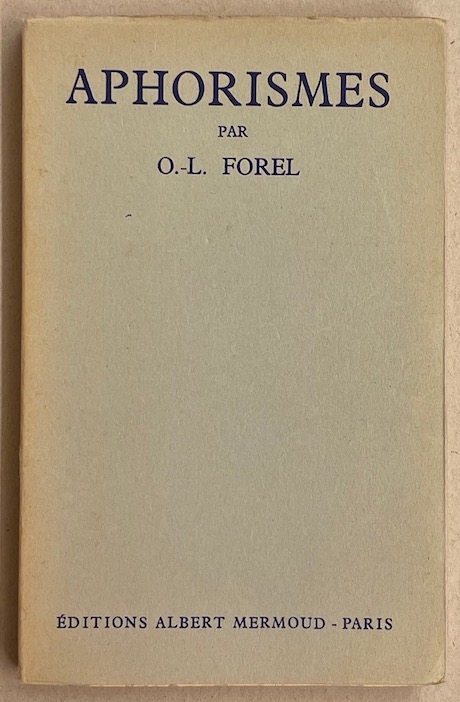 APHORISMES
PAR
O.-L. FOREL
ÉDITIONS ALBERT MERMOUD - PARIS